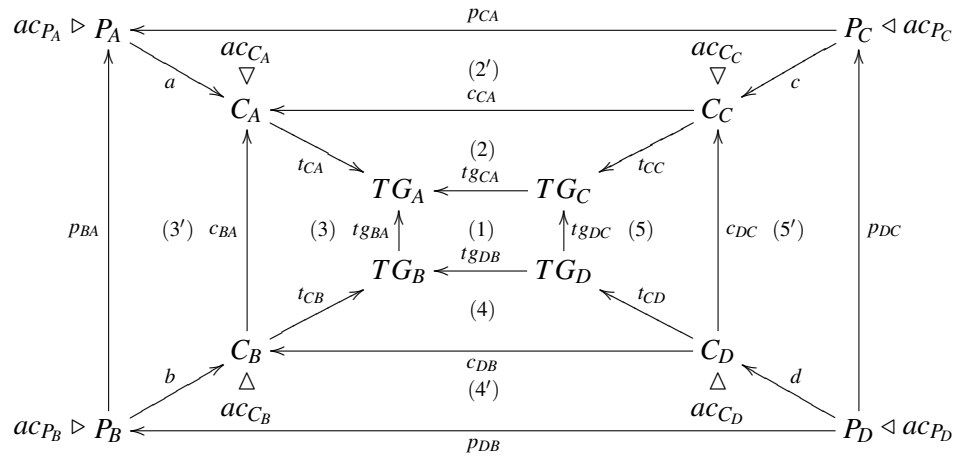 p_{CA}
ac_{P_A} ▷ P_A P_C ◁ ac_{P_C}
ac_{C_A} ac_{C_C}
▽ ▽
a (2′) c
c_{CA}
C_A C_C
t_{CA} (2) t_{CC}
tg_{CA}
TG_A TG_C
p_{BA} (3′) c_{BA} (3) tg_{BA} (1) tg_{DC} (5) c_{DC} (5′) p_{DC}
tg_{DB}
TG_B TG_D
t_{CB} (4) t_{CD}
C_B C_D
c_{DB}
b △ (4′) △ d
ac_{C_B} ac_{C_D}
ac_{P_B} ▷ P_B P_D ◁ ac_{P_D}
p_{DB}